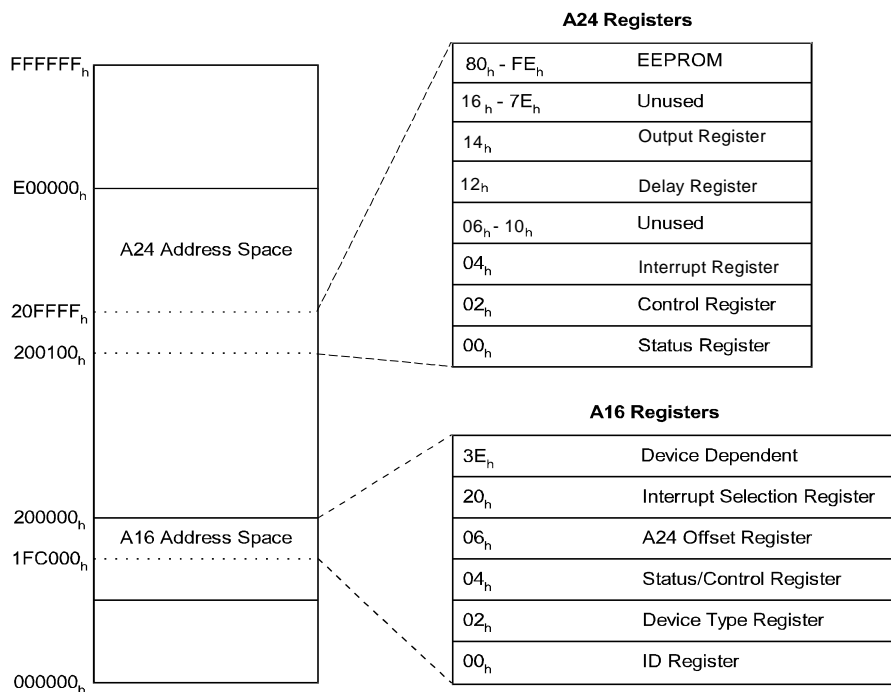 A24 Registers
FFFFFFh
E00000h
A24 Address Space
20FFFFh
200100h
200000h
A16 Address Space
1FC000h
000000h
80h - FEh EEPROM
16h - 7Eh Unused
14h Output Register
12h Delay Register
06h - 10h Unused
04h Interrupt Register
02h Control Register
00h Status Register
A16 Registers
3Eh Device Dependent
20h Interrupt Selection Register
06h A24 Offset Register
04h Status/Control Register
02h Device Type Register
00h ID Register